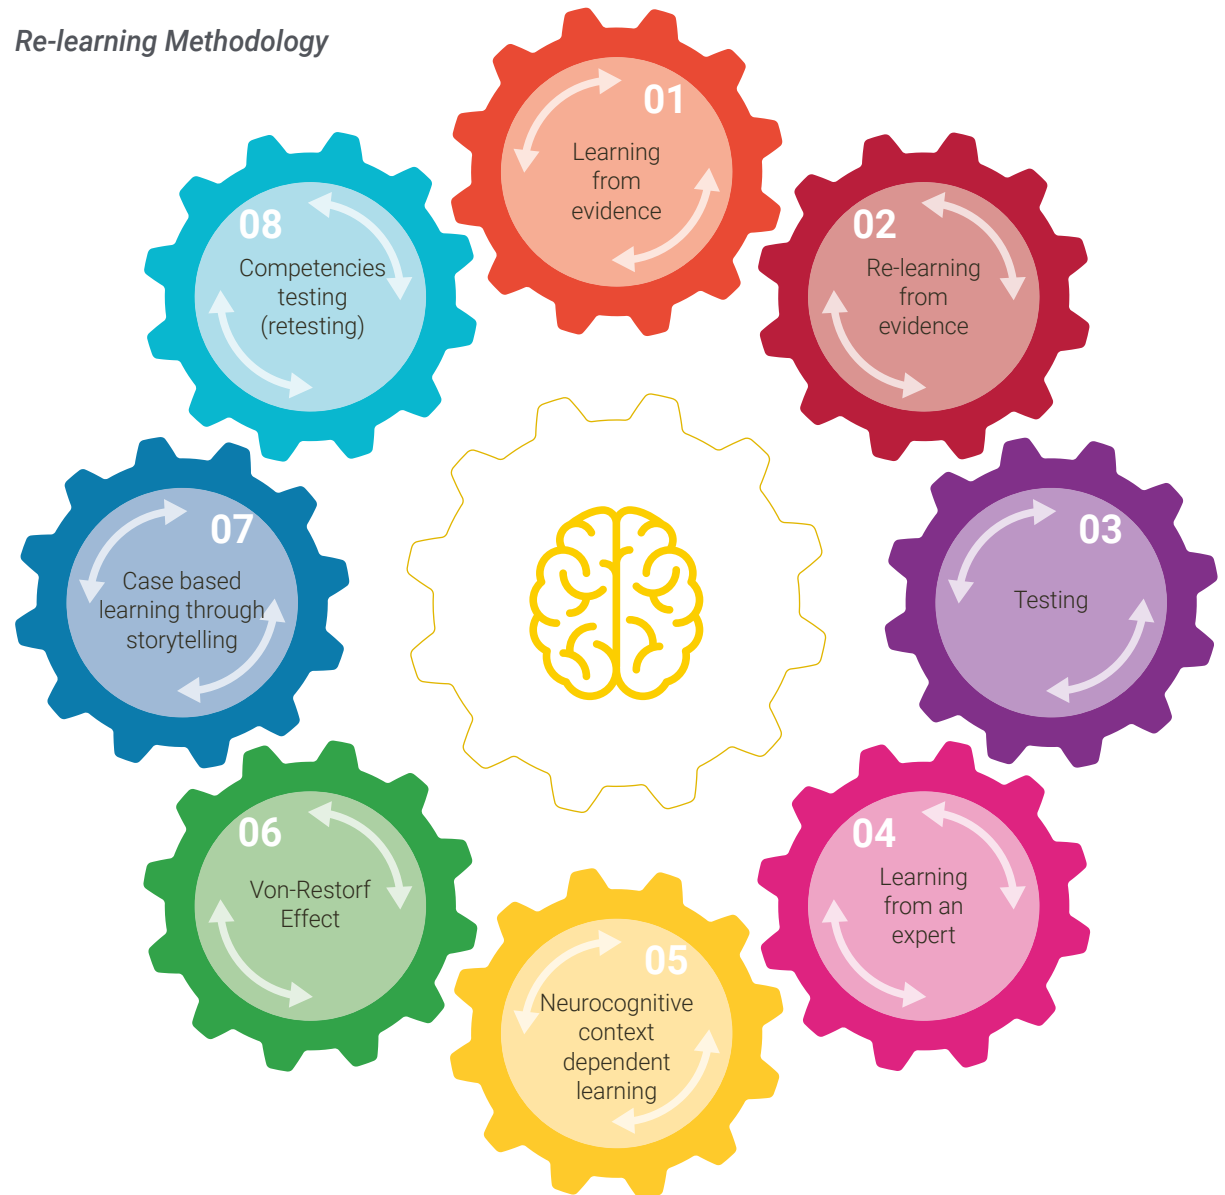 Re-learning Methodology
01
Learning
from
evidence
02
Re-learning
from
evidence
03
Testing
04
Learning
from an
expert
05
Neurocognitive
context
dependent
learning
06
Von-Restorf
Effect
07
Case based
learning through
storytelling
08
Competencies
testing
(retesting)